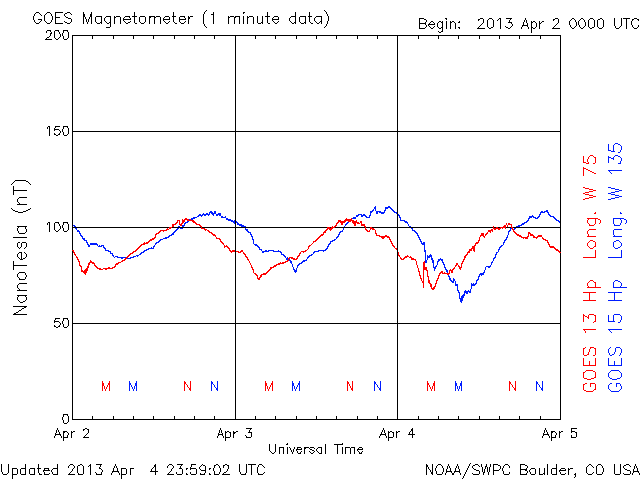 GOES Magnetometer (1 minute data)
Begin: 2013 Apr 2 0000 UTC
200
150
100
50
0
NanoTesla (nT)
M M N N M M N N M M N N
Apr 2 Apr 3 Apr 4 Apr 5
Universal Time
GOES 13 Hp Long. W 75
GOES 15 Hp Long. W 135
Updated 2013 Apr 4 23:59:02 UTC
NOAA/SWPC Boulder, CO USA